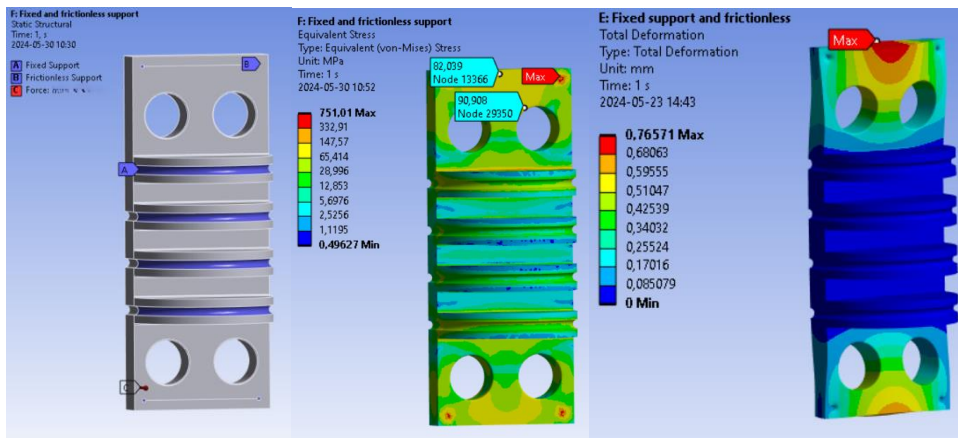 F: Fixed and frictionless support
Static Structural
Time: 1, s
2024-05-30 10:30
A Fixed Support
B Frictionless Support
C Force:
B
A
C
F: Fixed and frictionless support
Equivalent Stress
Type: Equivalent (von-Mises) Stress
Unit: MPa
Time: 1 s
2024-05-30 10:52
751,01 Max
332,91
147,57
65,414
28,996
12,853
5,6976
2,5256
1,1195
0,49627 Min
82,039
Node 13366
Max
90,908
Node 29350
E: Fixed support and frictionless
Total Deformation
Type: Total Deformation
Unit: mm
Time: 1 s
2024-05-23 14:43
0,76571 Max
0,68063
0,59555
0,51047
0,42539
0,34032
0,25524
0,17016
0,085079
0 Min
Max